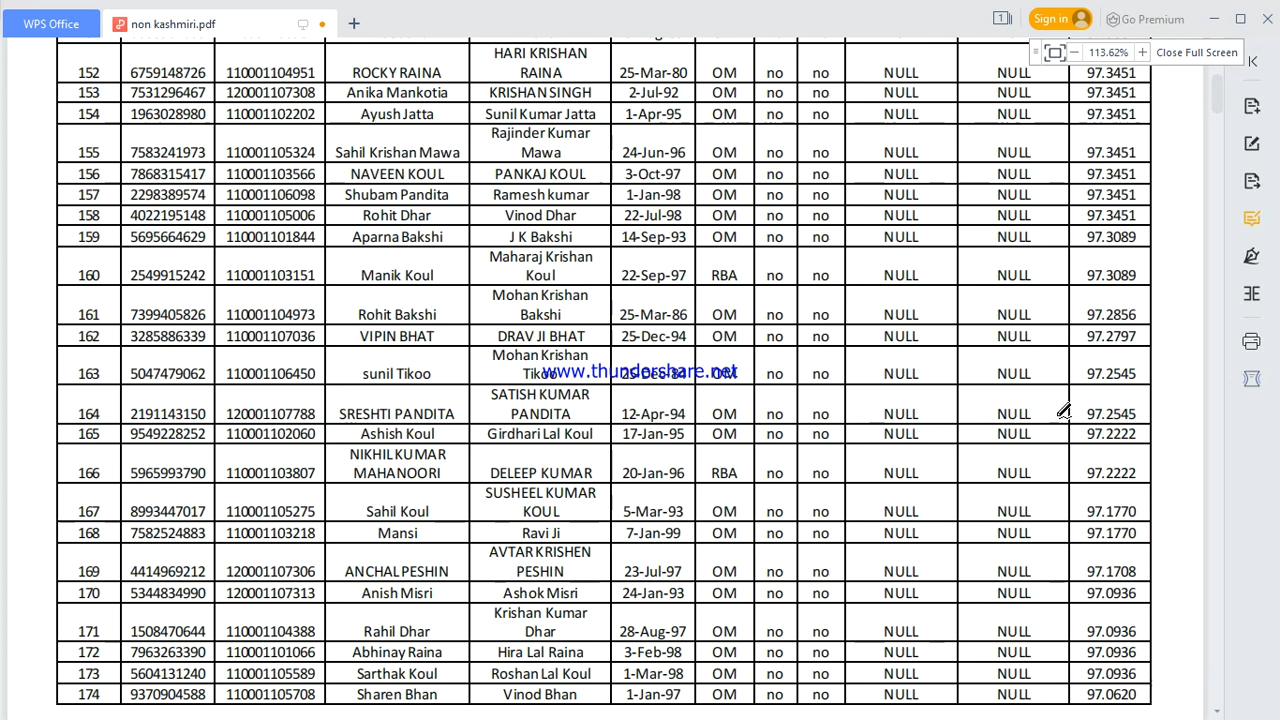 WPS Office
non kashmiri.pdf
1
Sign in
Go Premium
113.62%
Close Full Screen
152 6759148726 110001104951 ROCKY RAINA HARI KRISHAN RAINA 25-Mar-80 OM no no NULL NULL 97.3451
153 7531296467 120001107308 Anika Mankotia KRISHAN SINGH 2-Jul-92 OM no no NULL NULL 97.3451
154 1963028980 110001102202 Ayush Jatta Sunil Kumar Jatta 1-Apr-95 OM no no NULL NULL 97.3451
155 7583241973 110001105324 Sahil Krishan Mawa Rajinder Kumar Mawa 24-Jun-96 OM no no NULL NULL 97.3451
156 7868315417 110001103566 NAVEEN KOUL PANKAJ KOUL 3-Oct-97 OM no no NULL NULL 97.3451
157 2298389574 110001106098 Shubam Pandita Ramesh kumar 1-Jan-98 OM no no NULL NULL 97.3451
158 4022195148 110001105006 Rohit Dhar Vinod Dhar 22-Jul-98 OM no no NULL NULL 97.3451
159 5695664629 110001101844 Aparna Bakshi J K Bakshi 14-Sep-93 OM no no NULL NULL 97.3089
160 2549915242 110001103151 Manik Koul Maharaj Krishan Koul 22-Sep-97 RBA no no NULL NULL 97.3089
161 7399405826 110001104973 Rohit Bakshi Mohan Krishan Bakshi 25-Mar-86 OM no no NULL NULL 97.2856
162 3285886339 110001107036 VIPIN BHAT DRAV JI BHAT 25-Dec-94 OM no no NULL NULL 97.2797
163 5047479062 110001106450 sunil Tikoo Mohan Krishan Tikoo 25-Dec-84 OM no no NULL NULL 97.2545
www.thundershare.net
164 2191143150 120001107788 SRESHTI PANDITA SATISH KUMAR PANDITA 12-Apr-94 OM no no NULL NULL 97.2545
165 9549228252 110001102060 Ashish Koul Girdhari Lal Koul 17-Jan-95 OM no no NULL NULL 97.2222
166 5965993790 110001103807 NIKHIL KUMAR MAHANOORI DELEEP KUMAR 20-Jan-96 RBA no no NULL NULL 97.2222
167 8993447017 110001105275 Sahil Koul SUSHEEL KUMAR KOUL 5-Mar-93 OM no no NULL NULL 97.1770
168 7582524883 110001103218 Mansi Ravi Ji 7-Jan-99 OM no no NULL NULL 97.1770
169 4414969212 120001107306 ANCHAL PESHIN AVTAR KRISHEN PESHIN 23-Jul-97 OM no no NULL NULL 97.1708
170 5344834990 120001107313 Anish Misri Ashok Misri 24-Jan-93 OM no no NULL NULL 97.0936
171 1508470644 110001104388 Rahil Dhar Krishan Kumar Dhar 28-Aug-97 OM no no NULL NULL 97.0936
172 7963263390 110001101066 Abhinay Raina Hira Lal Raina 3-Feb-98 OM no no NULL NULL 97.0936
173 5604131240 110001105589 Sarthak Koul Roshan Lal Koul 1-Mar-98 OM no no NULL NULL 97.0936
174 9370904588 110001105708 Sharen Bhan Vinod Bhan 1-Jan-97 OM no no NULL NULL 97.0620